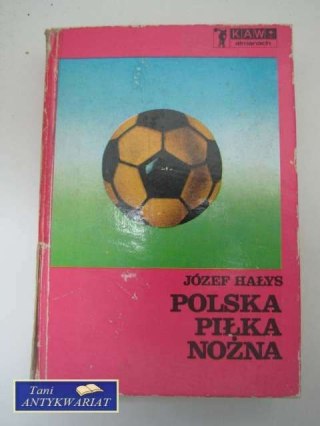 KAW
almanach
JÓZEF HAŁYS
POLSKA
PIŁKA
NOŻNA
Tani
ANTYKWARIAT